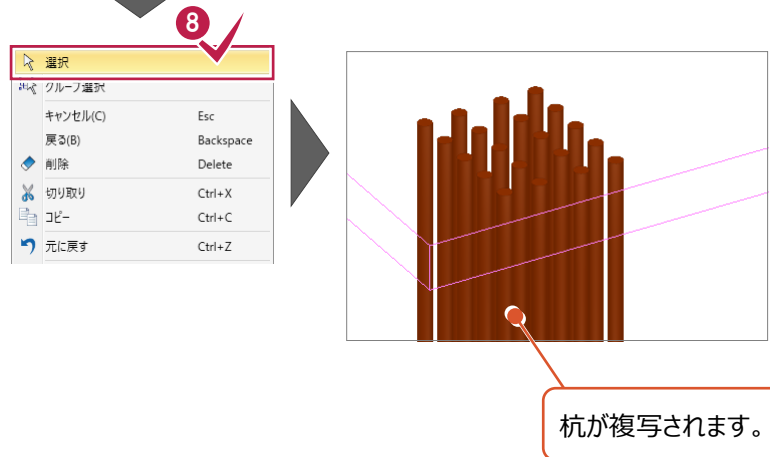 8
選択
グループ選択
キャンセル(C) Esc
戻る(B) Backspace
削除 Delete
切り取り Ctrl+X
コピー Ctrl+C
元に戻す Ctrl+Z
杭が複写されます。